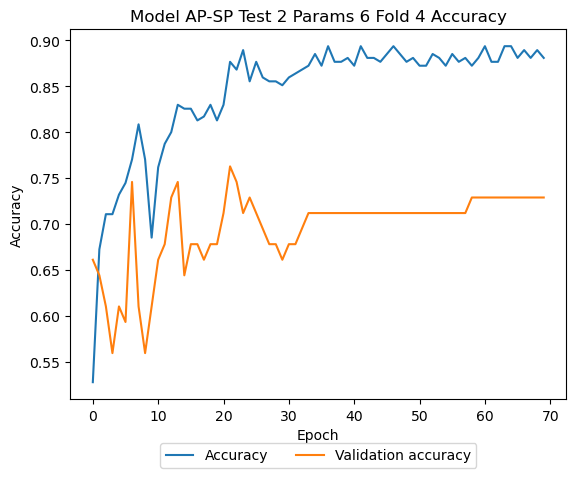 Model AP-SP Test 2 Params 6 Fold 4 Accuracy
0.90
0.85
0.80
0.75
0.70
0.65
0.60
0.55
Accuracy
0 10 20 30 40 50 60 70
Epoch
Accuracy Validation accuracy